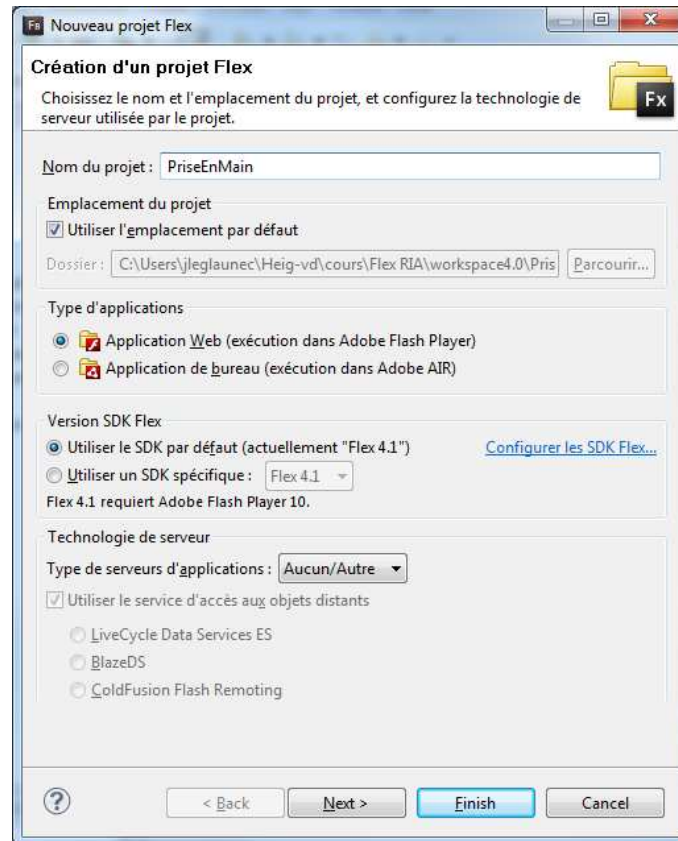 FB Nouveau projet Flex
Création d'un projet Flex
Choisissez le nom et l'emplacement du projet, et configurez la technologie de
serveur utilisée par le projet.
Fx
Nom du projet : PriseEnMain
Emplacement du projet
Utiliser l'emplacement par défaut
Dossier : C:\Users\jleglaunec\Heig-vd\cours\Flex RIA\workspace4.0\Pris Parcourir...
Type d'applications
Application Web (exécution dans Adobe Flash Player)
Application de bureau (exécution dans Adobe AIR)
Version SDK Flex
Utiliser le SDK par défaut (actuellement "Flex 4.1") Configurer les SDK Flex...
Utiliser un SDK spécifique : Flex 4.1
Flex 4.1 requiert Adobe Flash Player 10.
Technologie de serveur
Type de serveurs d'applications : Aucun/Autre
Utiliser le service d'accès aux objets distants
LiveCycle Data Services ES
BlazeDS
ColdFusion Flash Remoting
? < Back Next > Finish Cancel